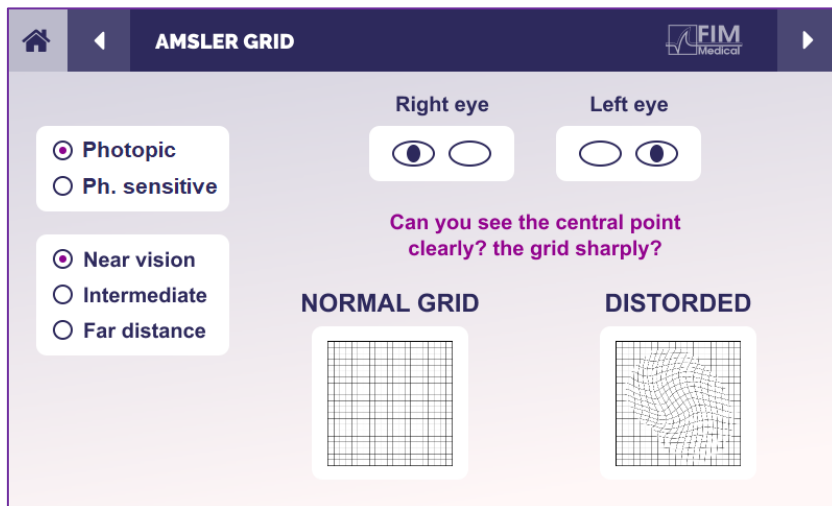 AMSLER GRID
FIM
Medical
Right eye
Left eye
Photopic
Ph. sensitive
Can you see the central point
clearly? the grid sharply?
Near vision
Intermediate
Far distance
NORMAL GRID
DISTORDED